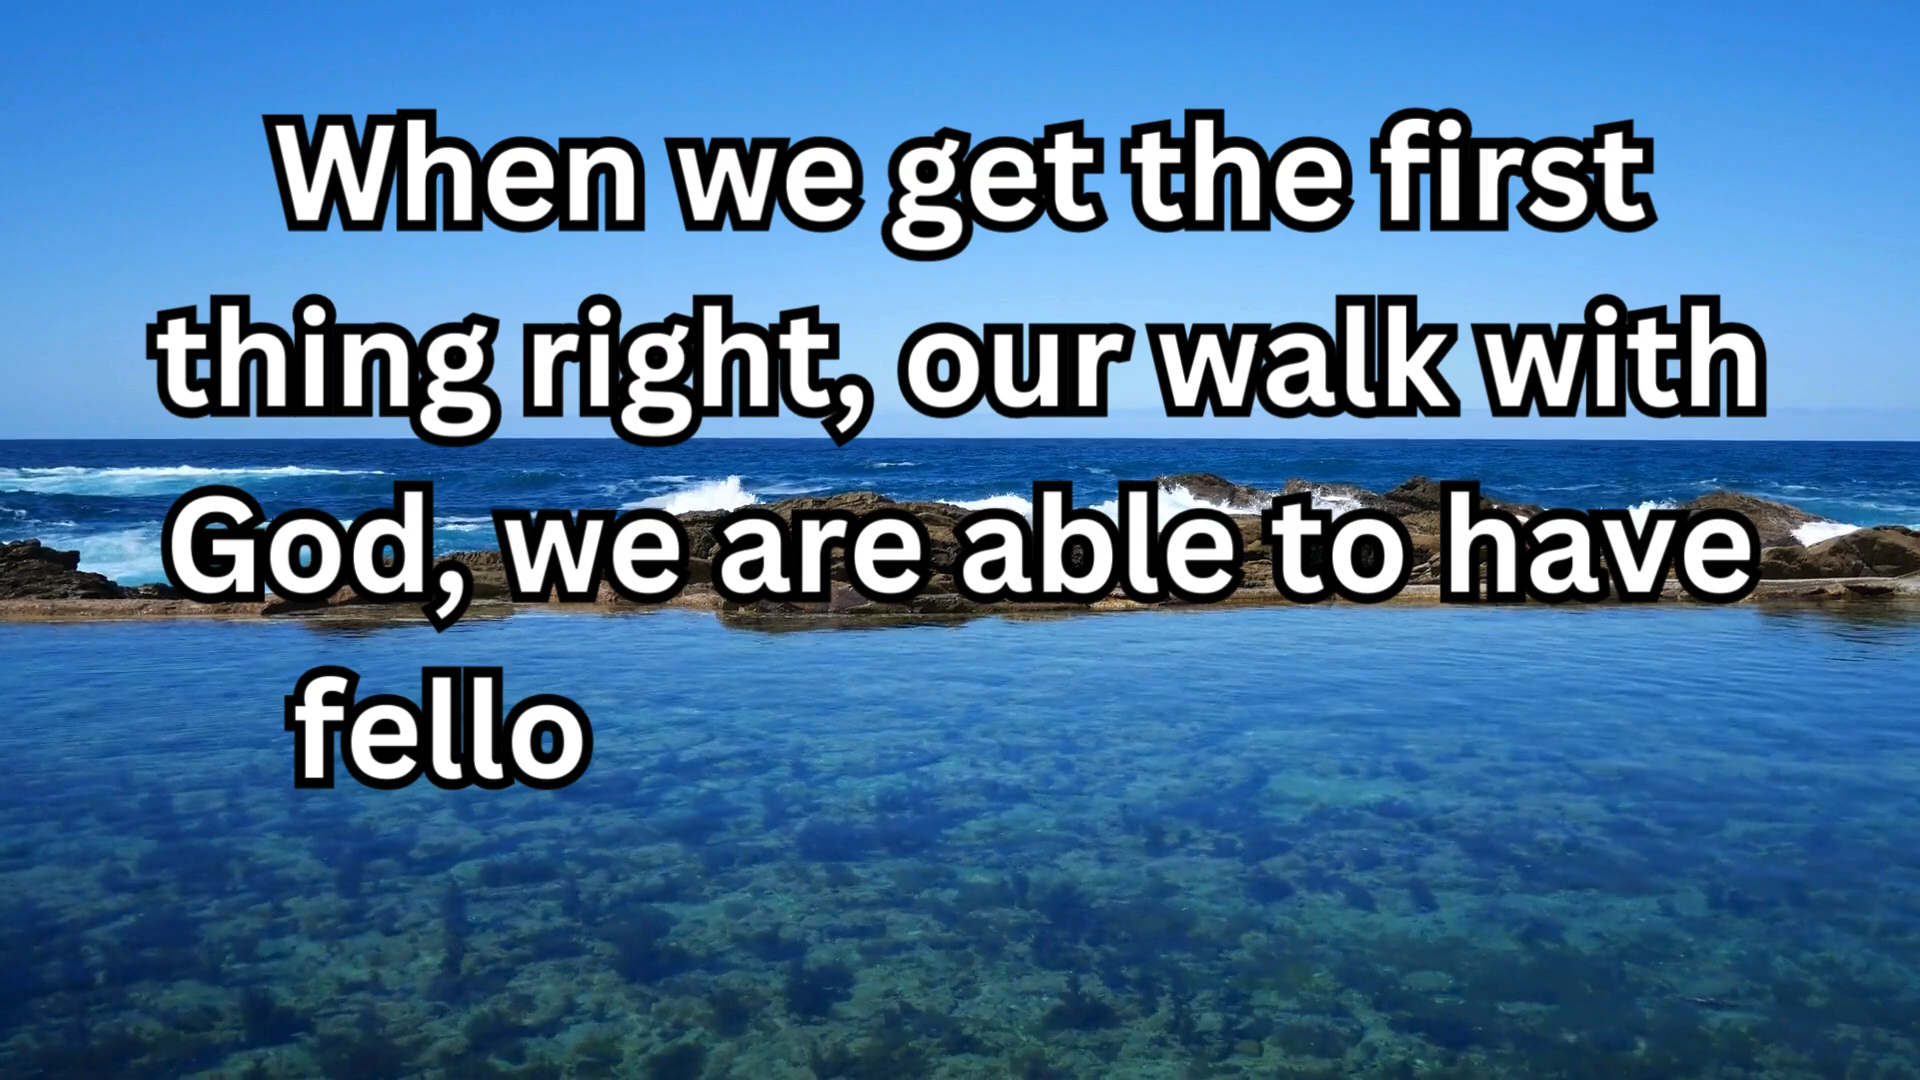 When we get the first
thing right, our walk with
God, we are able to have
fello